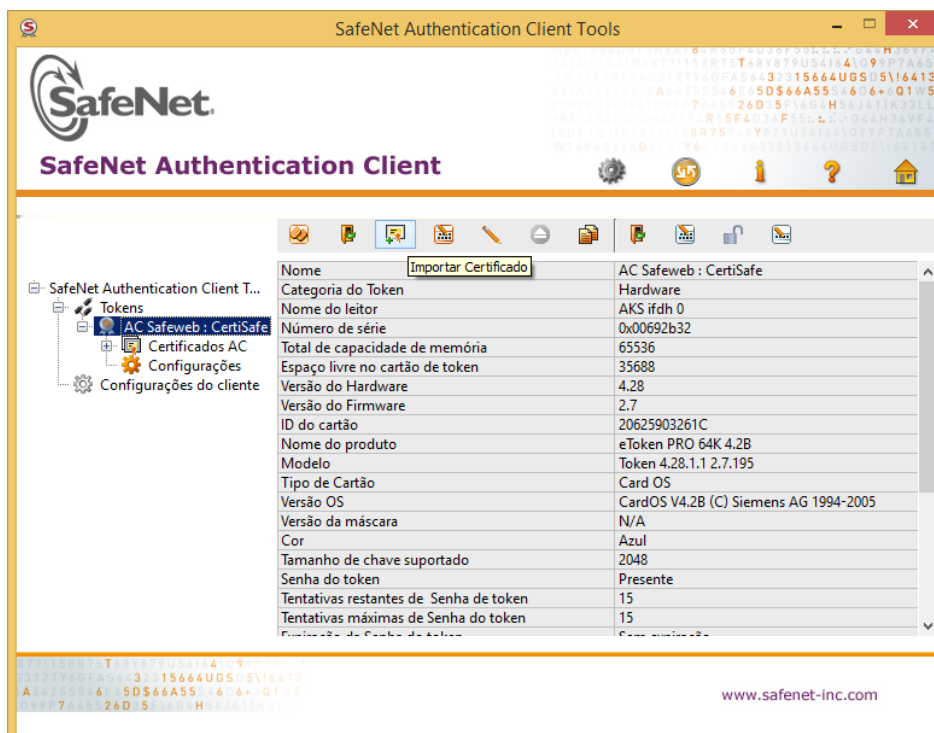 SafeNet Authentication Client Tools
SafeNet.
SafeNet Authentication Client
Importar Certificado
SafeNet Authentication Client T...
Tokens
AC Safeweb : CertiSafe
Certificados AC
Configurações
Configurações do cliente
Nome AC Safeweb : CertiSafe
Categoria do Token Hardware
Nome do leitor AKS ifdh 0
Número de série 0x00692b32
Total de capacidade de memória 65536
Espaço livre no cartão de token 35688
Versão do Hardware 4.28
Versão do Firmware 2.7
ID do cartão 20625903261C
Nome do produto eToken PRO 64K 4.2B
Modelo Token 4.28.1.1 2.7.195
Tipo de Cartão Card OS
Versão OS CardOS V4.2B (C) Siemens AG 1994-2005
Versão da máscara N/A
Cor Azul
Tamanho de chave suportado 2048
Senha do token Presente
Tentativas restantes de Senha de token 15
Tentativas máximas de Senha do token 15
www.safenet-inc.com